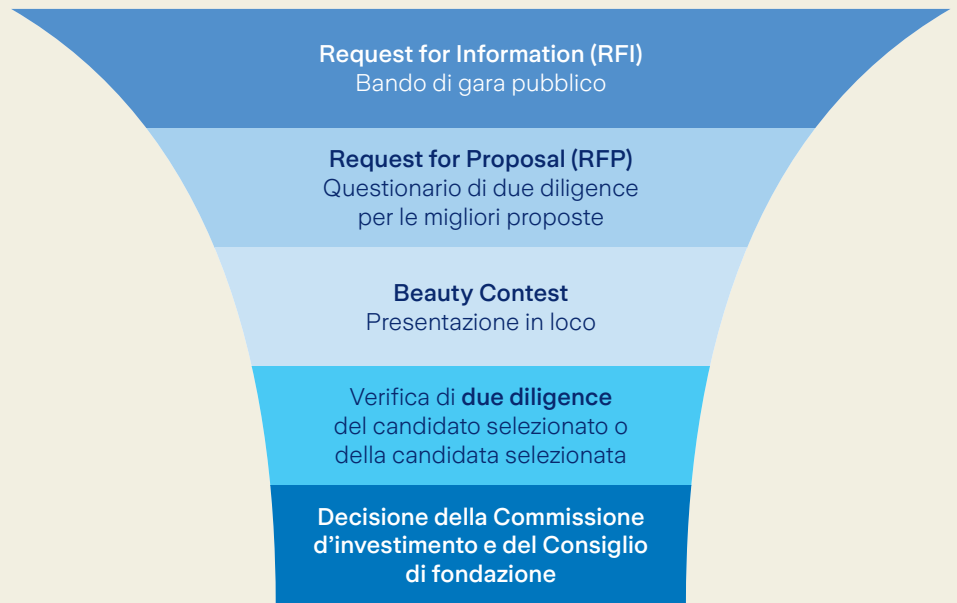 Request for Information (RFI)
Bando di gara pubblico
Request for Proposal (RFP)
Questionario di due diligence
per le migliori proposte
Beauty Contest
Presentazione in loco
Verifica di due diligence
del candidato selezionato o
della candidata selezionata
Decisione della Commissione
d’investimento e del Consiglio
di fondazione